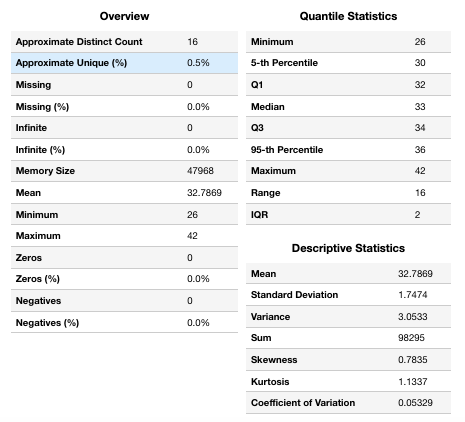 Overview
Approximate Distinct Count 16
Approximate Unique (%) 0.5%
Missing 0
Missing (%) 0.0%
Infinite 0
Infinite (%) 0.0%
Memory Size 47968
Mean 32.7869
Minimum 26
Maximum 42
Zeros 0
Zeros (%) 0.0%
Negatives 0
Negatives (%) 0.0%
Quantile Statistics
Minimum 26
5-th Percentile 30
Q1 32
Median 33
Q3 34
95-th Percentile 36
Maximum 42
Range 16
IQR 2
Descriptive Statistics
Mean 32.7869
Standard Deviation 1.7474
Variance 3.0533
Sum 98295
Skewness 0.7835
Kurtosis 1.1337
Coefficient of Variation 0.05329